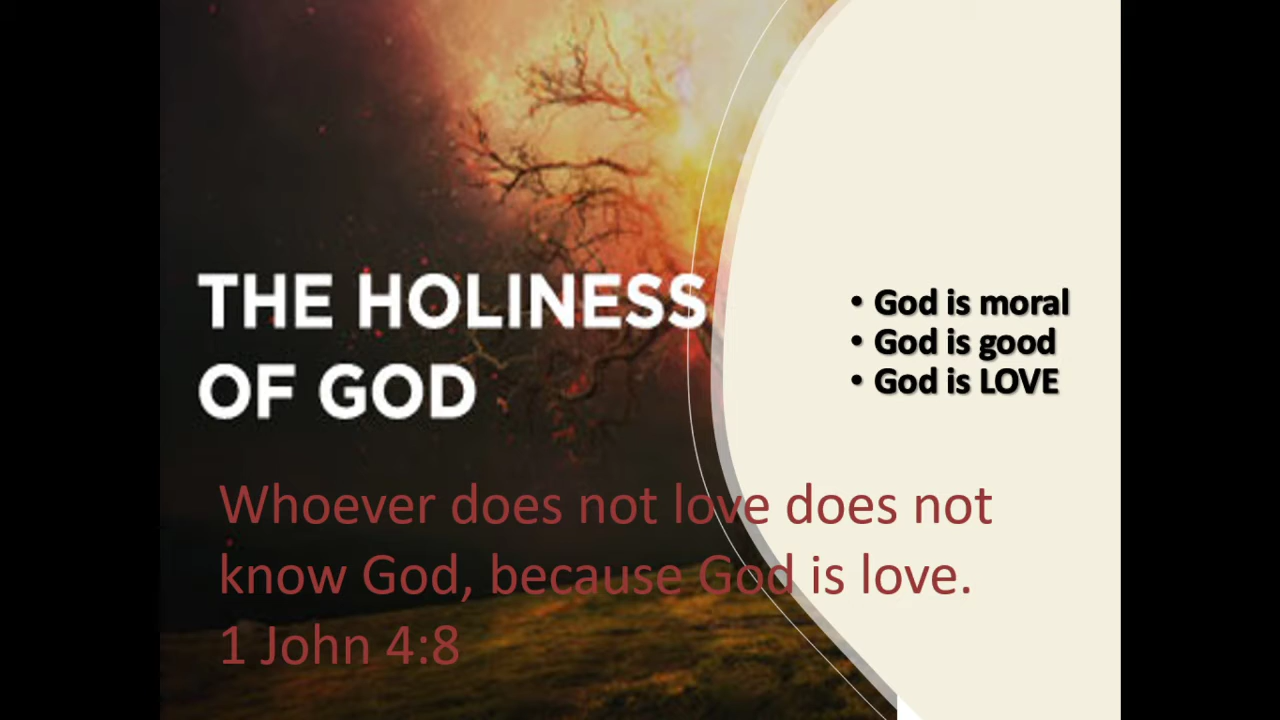 THE HOLINESS
OF GOD
• God is moral
• God is good
• God is LOVE
Whoever does not love does not
know God, because God is love.
1 John 4:8